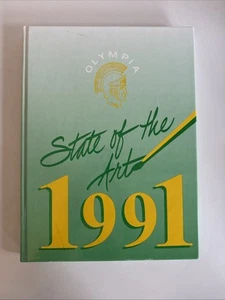 OLYMPIA
State of the
Art
1991